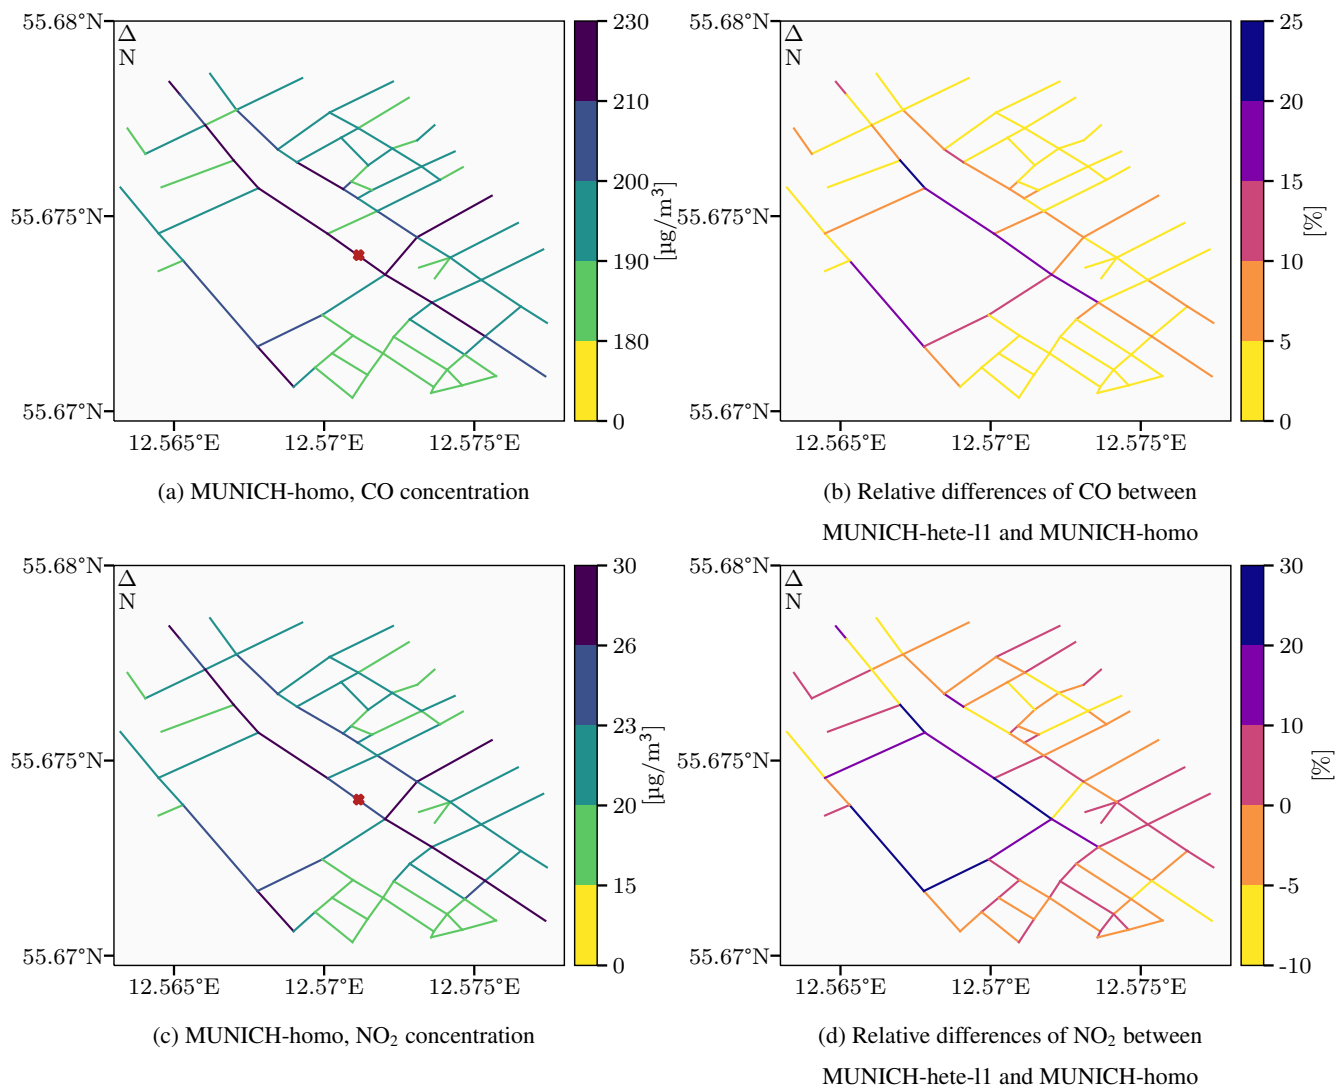 55.68°N
Δ
N
55.675°N
55.67°N
12.565°E 12.57°E 12.575°E
230
210
200
190
180
0
[µg/m³]
(a) MUNICH-homo, CO concentration
55.68°N
Δ
N
55.675°N
55.67°N
12.565°E 12.57°E 12.575°E
25
20
15
10
5
0
[%]
(b) Relative differences of CO between
MUNICH-hete-l1 and MUNICH-homo
55.68°N
Δ
N
55.675°N
55.67°N
12.565°E 12.57°E 12.575°E
30
26
23
20
15
0
[µg/m³]
(c) MUNICH-homo, NO₂ concentration
55.68°N
Δ
N
55.675°N
55.67°N
12.565°E 12.57°E 12.575°E
30
20
10
0
-5
-10
[%]
(d) Relative differences of NO₂ between
MUNICH-hete-l1 and MUNICH-homo